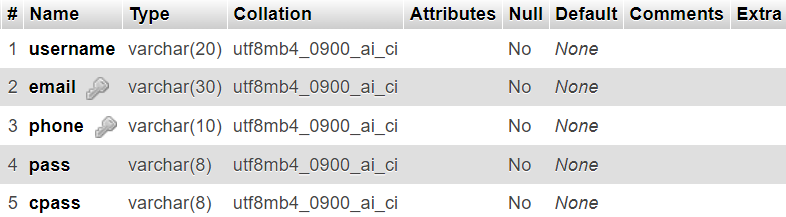 # Name Type Collation Attributes Null Default Comments Extra
1 username varchar(20) utf8mb4_0900_ai_ci No None
2 email varchar(30) utf8mb4_0900_ai_ci No None
3 phone varchar(10) utf8mb4_0900_ai_ci No None
4 pass varchar(8) utf8mb4_0900_ai_ci No None
5 cpass varchar(8) utf8mb4_0900_ai_ci No None